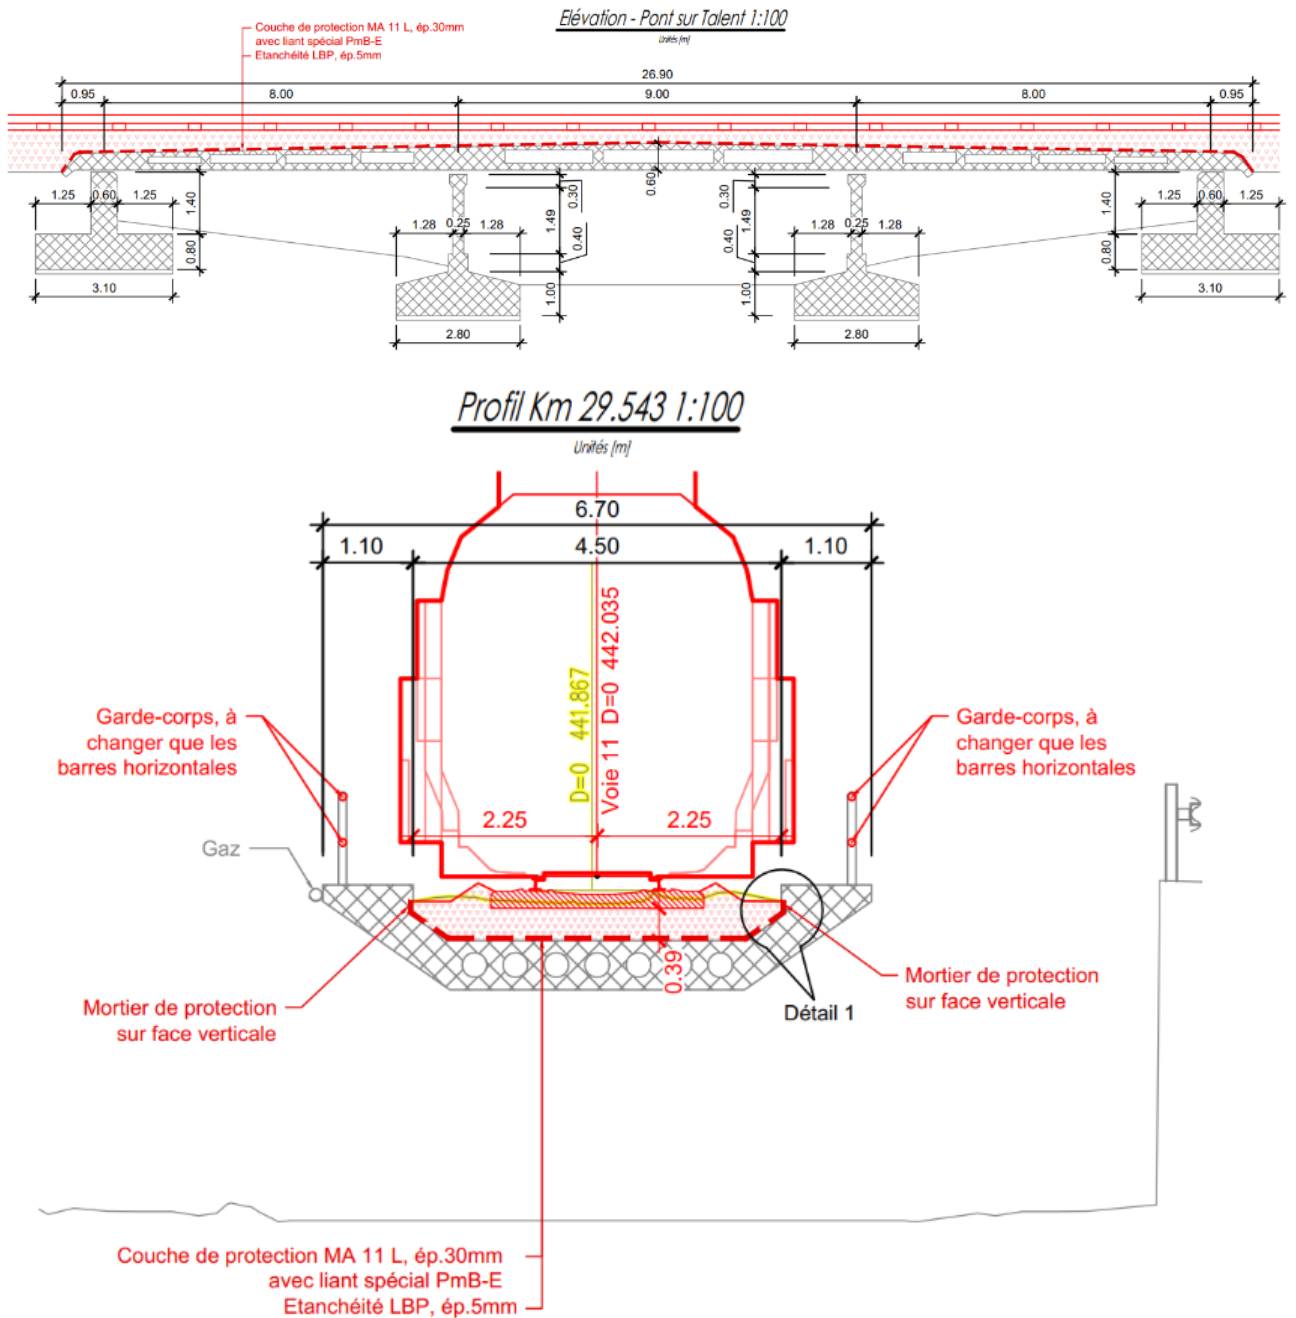 Elévation - Pont sur Talent 1:100
Unités [m]
Couche de protection MA 11 L, ép.30mm
avec liant spécial PmB-E
Etanchéité LBP, ép.5mm
26.90
0.95 8.00 9.00 8.00 0.95
0.60
1.25 0.60 1.25
1.40
0.80
3.10
1.28 0.25 1.28
0.30
1.49
0.40
1.00
2.80
0.30
1.49
0.40
1.00
1.28 0.25 1.28
2.80
1.25 0.60 1.25
1.40
0.80
3.10
Profil Km 29.543 1:100
Unités [m]
6.70
1.10 4.50 1.10
D=0 441.867
Voie 11 D=0 442.035
2.25 2.25
Garde-corps, à
changer que les
barres horizontales
Garde-corps, à
changer que les
barres horizontales
Gaz
0.39
Mortier de protection
sur face verticale
Mortier de protection
sur face verticale
Détail 1
Couche de protection MA 11 L, ép.30mm
avec liant spécial PmB-E
Etanchéité LBP, ép.5mm